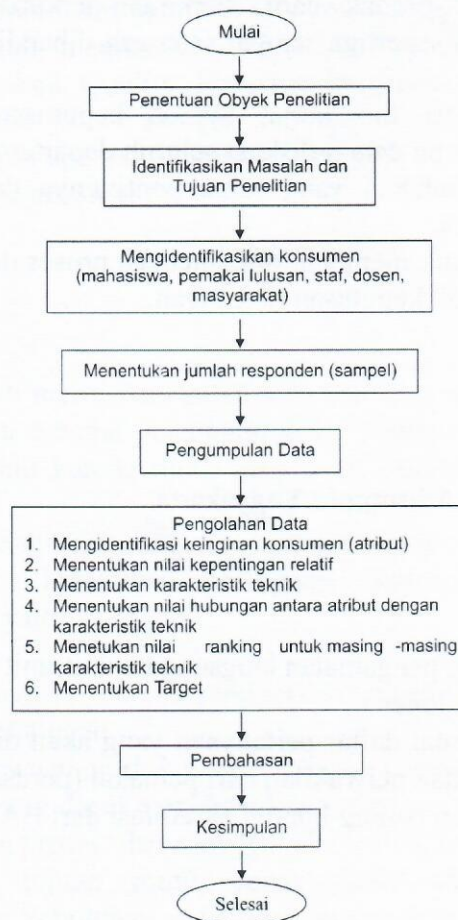 Mulai
Penentuan Obyek Penelitian
Identifikasikan Masalah dan
Tujuan Penelitian
Mengidentifikasikan konsumen
(mahasiswa, pemakai lulusan, staf, dosen,
masyarakat)
Menentukan jumlah responden (sampel)
Pengumpulan Data
Pengolahan Data
1. Mengidentifikasi keinginan konsumen (atribut)
2. Menentukan nilai kepentingan relatif
3. Menentukan karakteristik teknik
4. Menentukan nilai hubungan antara atribut dengan
karakteristik teknik
5. Menetukan nilai ranking untuk masing -masing
karakteristik teknik
6. Menentukan Target
Pembahasan
Kesimpulan
Selesai